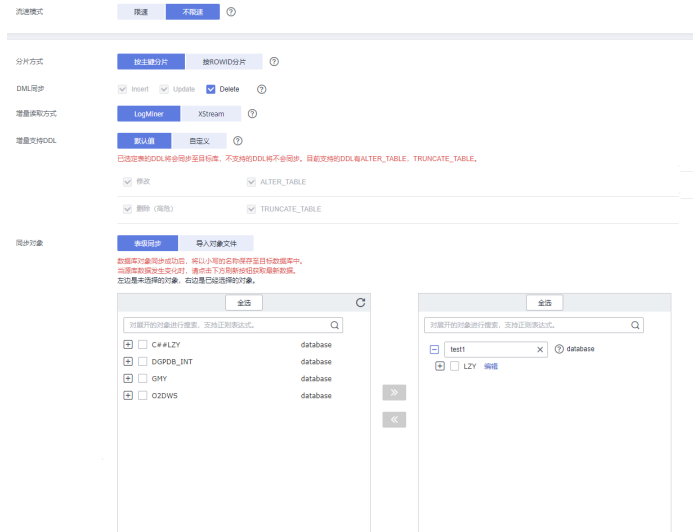 流速模式 限速 不限速
分片方式 按主键分片 按ROWID分片
DML同步 Insert Update Delete
增量读取方式 LogMiner XStream
增量支持DDL 默认值 自定义
已选定表的DDL将会同步至目标库，不支持的DDL将不会同步。目前支持的DDL有ALTER_TABLE、TRUNCATE_TABLE。
修改 ALTER_TABLE
删除（高危） TRUNCATE_TABLE
同步对象 表级同步 导入对象文件
数据库对象同步成功后，将以小写的名称保存至目标数据库中。
当源库数据发生变化时，请点击下方刷新按钮获取最新数据。
左边是未选择的对象，右边是已经选择的对象。
全选
对展开的对象进行搜索，支持正则表达式。
C##LZY database
DGPDB_INT database
GMY database
O2DWS database
全选
对展开的对象进行搜索，支持正则表达式。
test1 database
LZY 编辑